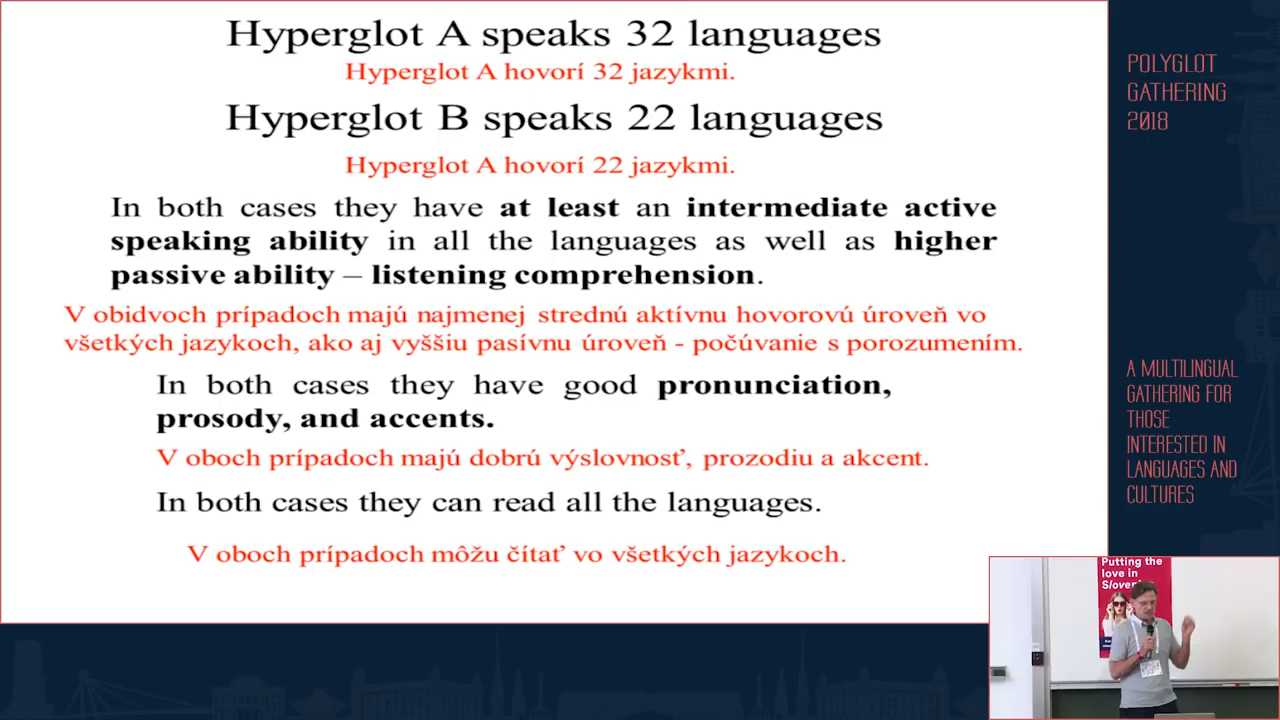 Hyperglot A speaks 32 languages
Hyperglot A hovorí 32 jazykmi.
Hyperglot B speaks 22 languages
Hyperglot A hovorí 22 jazykmi.
In both cases they have at least an intermediate active
speaking ability in all the languages as well as higher
passive ability – listening comprehension.
V obidvoch prípadoch majú najmenej strednú aktívnu hovorovú úroveň vo
všetkých jazykoch, ako aj vyššiu pasívnu úroveň - počúvanie s porozumením.
In both cases they have good pronunciation,
prosody, and accents.
V oboch prípadoch majú dobrú výslovnosť, prozodiu a akcent.
In both cases they can read all the languages.
V oboch prípadoch môžu čítať vo všetkých jazykoch.
POLYGLOT
GATHERING
2018
A MULTILINGUAL
GATHERING FOR
THOSE
INTERESTED IN
LANGUAGES AND
CULTURES
Putting the
love in